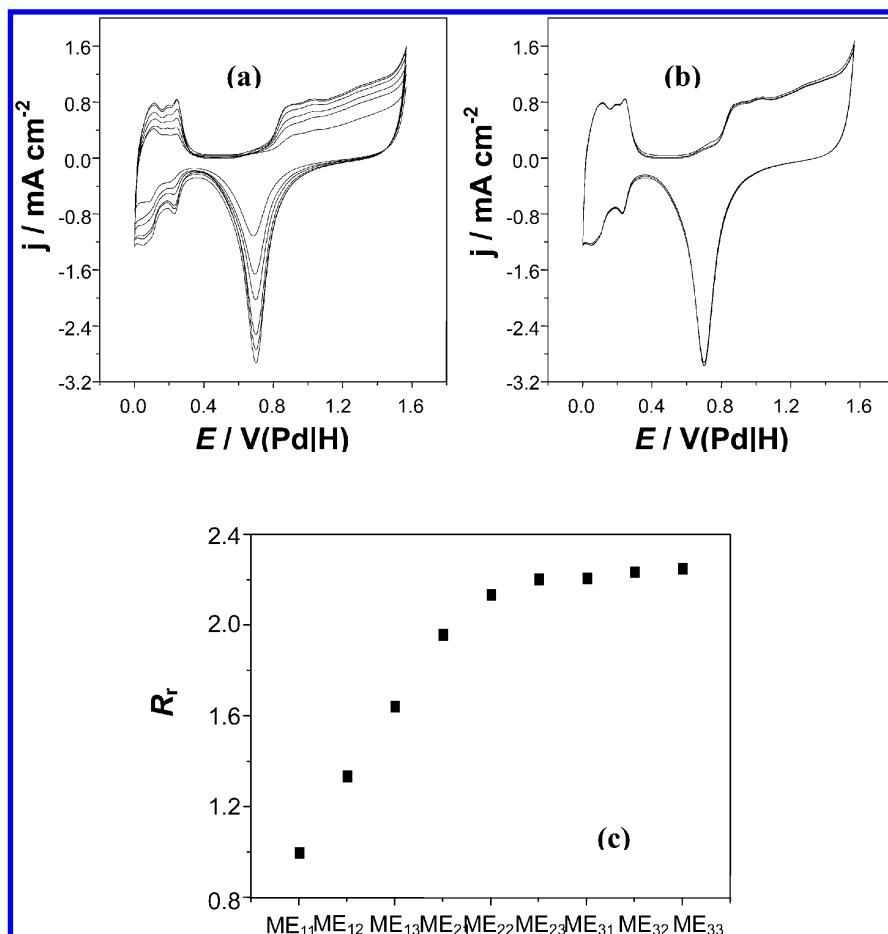 (a)
j / mA cm⁻²
1.6
0.8
0.0
-0.8
-1.6
-2.4
-3.2
0.0 0.4 0.8 1.2 1.6
E / V(Pd|H)
(b)
j / mA cm⁻²
1.6
0.8
0.0
-0.8
-1.6
-2.4
-3.2
0.0 0.4 0.8 1.2 1.6
E / V(Pd|H)
(c)
Rr
2.4
2.0
1.6
1.2
0.8
ME₁₁ ME₁₂ ME₁₃ ME₂₁ ME₂₂ ME₂₃ ME₃₁ ME₃₂ ME₃₃